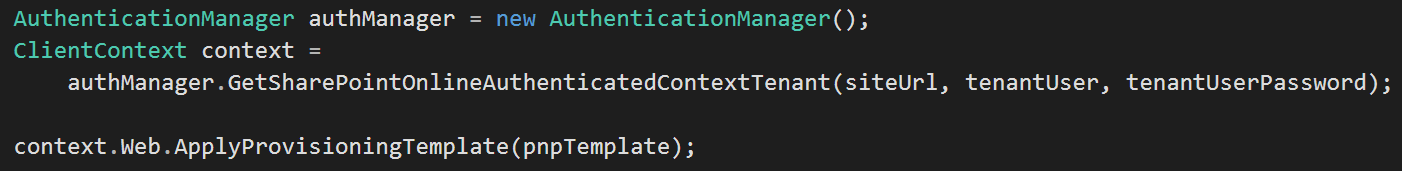 AuthenticationManager authManager = new AuthenticationManager();
ClientContext context =
authManager.GetSharePointOnlineAuthenticatedContextTenant(siteUrl, tenantUser, tenantUserPassword);
context.Web.ApplyProvisioningTemplate(pnpTemplate);